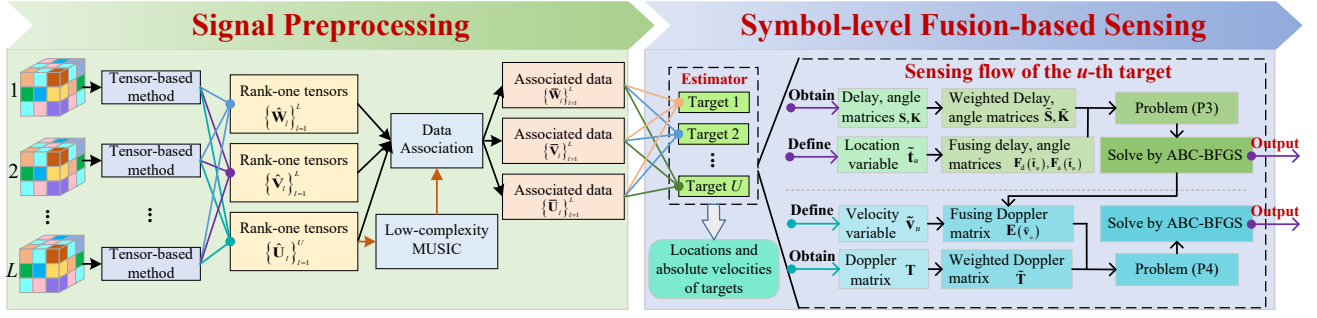 Signal Preprocessing
Symbol-level Fusion-based Sensing
1
Tensor-based
method
2
Tensor-based
method
⋮
⋮
L
Tensor-based
method
Rank-one tensors
{Ŵ_l}_{l=1}^{L}
Rank-one tensors
{V̂_l}_{l=1}^{L}
Rank-one tensors
{Û_l}_{l=1}^{U}
Data
Association
Low-complexity
MUSIC
Associated data
{W̄_l}_{l=1}^{L}
Associated data
{V̄_l}_{l=1}^{L}
Associated data
{Ū_l}_{l=1}^{L}
Estimator
Target 1
Target 2
⋮
Target U
Locations and
absolute velocities
of targets
Sensing flow of the u-th target
Obtain
Delay, angle
matrices S, K
Weighted Delay,
angle matrices S̃, K̃
Problem (P3)
Define
Location
variable t̃_u
Fusing delay, angle
matrices F_d(t̃_u), F_a(t̃_u)
Solve by ABC-BFGS
Output
Define
Velocity
variable ṽ_u
Fusing Doppler
matrix E(ṽ_u)
Solve by ABC-BFGS
Output
Obtain
Doppler
matrix T
Weighted Doppler
matrix T̃
Problem (P4)